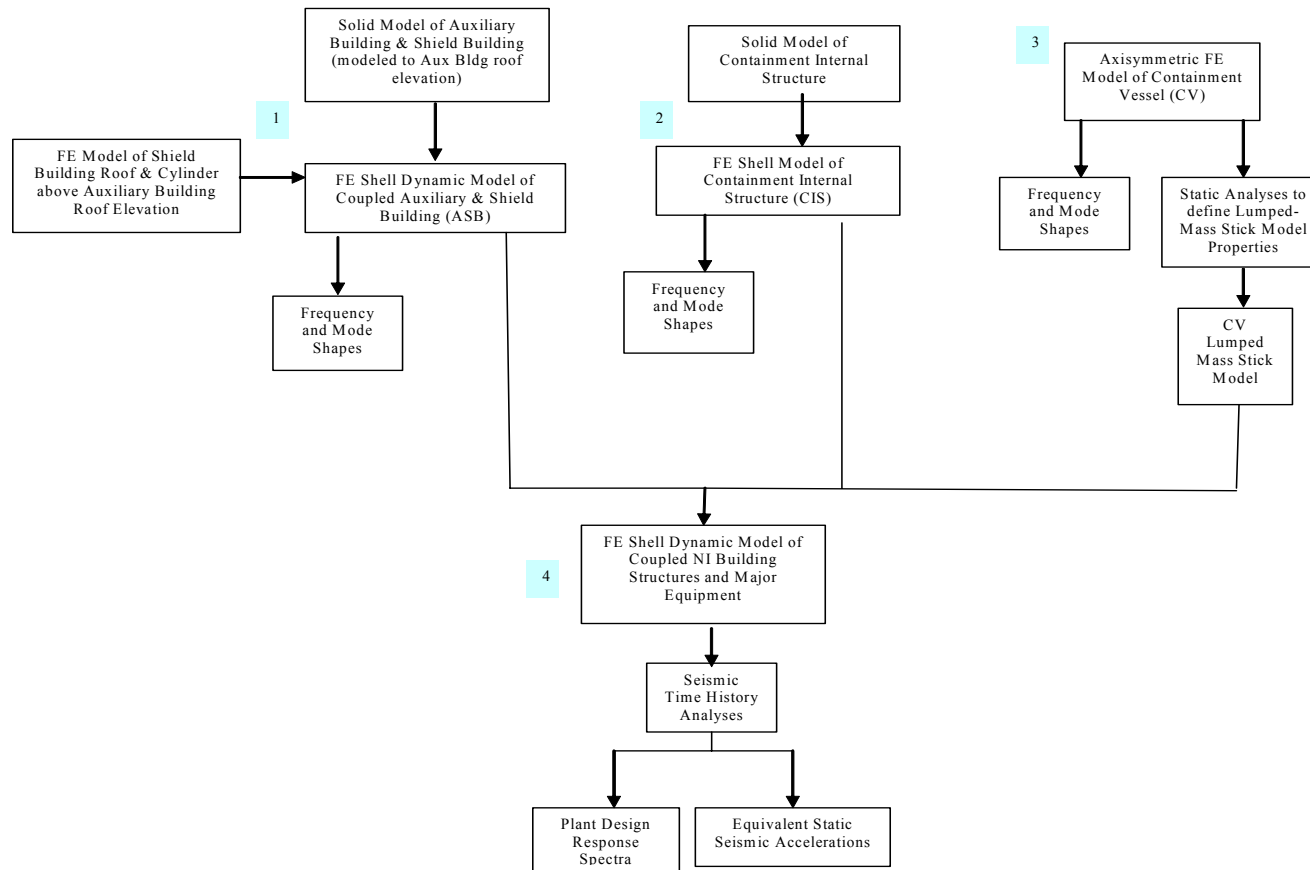 Solid Model of Auxiliary
Building & Shield Building
(modeled to Aux Bldg roof
elevation)
1
FE Model of Shield
Building Roof & Cylinder
above Auxiliary Building
Roof Elevation
FE Shell Dynamic Model of
Coupled Auxiliary & Shield
Building (ASB)
Frequency
and Mode
Shapes
Solid Model of
Containment Internal
Structure
2
FE Shell Model of
Containment Internal
Structure (CIS)
Frequency
and Mode
Shapes
3
Axisymmetric FE
Model of Containment
Vessel (CV)
Frequency
and Mode
Shapes
Static Analyses to
define Lumped-
Mass Stick Model
Properties
CV
Lumped
Mass Stick
Model
4
FE Shell Dynamic Model of
Coupled NI Building
Structures and Major
Equipment
Seismic
Time History
Analyses
Plant Design
Response
Spectra
Equivalent Static
Seismic Accelerations